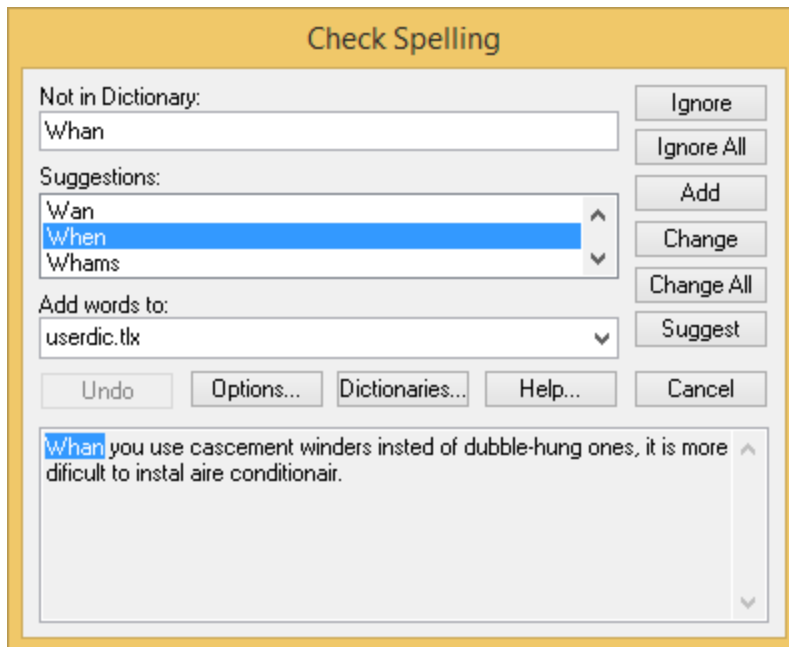 Check Spelling
Not in Dictionary:
Whan
Ignore
Ignore All
Suggestions:
Wan
When
Whams
Add
Change
Change All
Add words to:
userdic.tlx
Suggest
Undo
Options...
Dictionaries...
Help...
Cancel
Whan you use cascement winders insted of dubble-hung ones, it is more
dificult to instal aire conditionair.